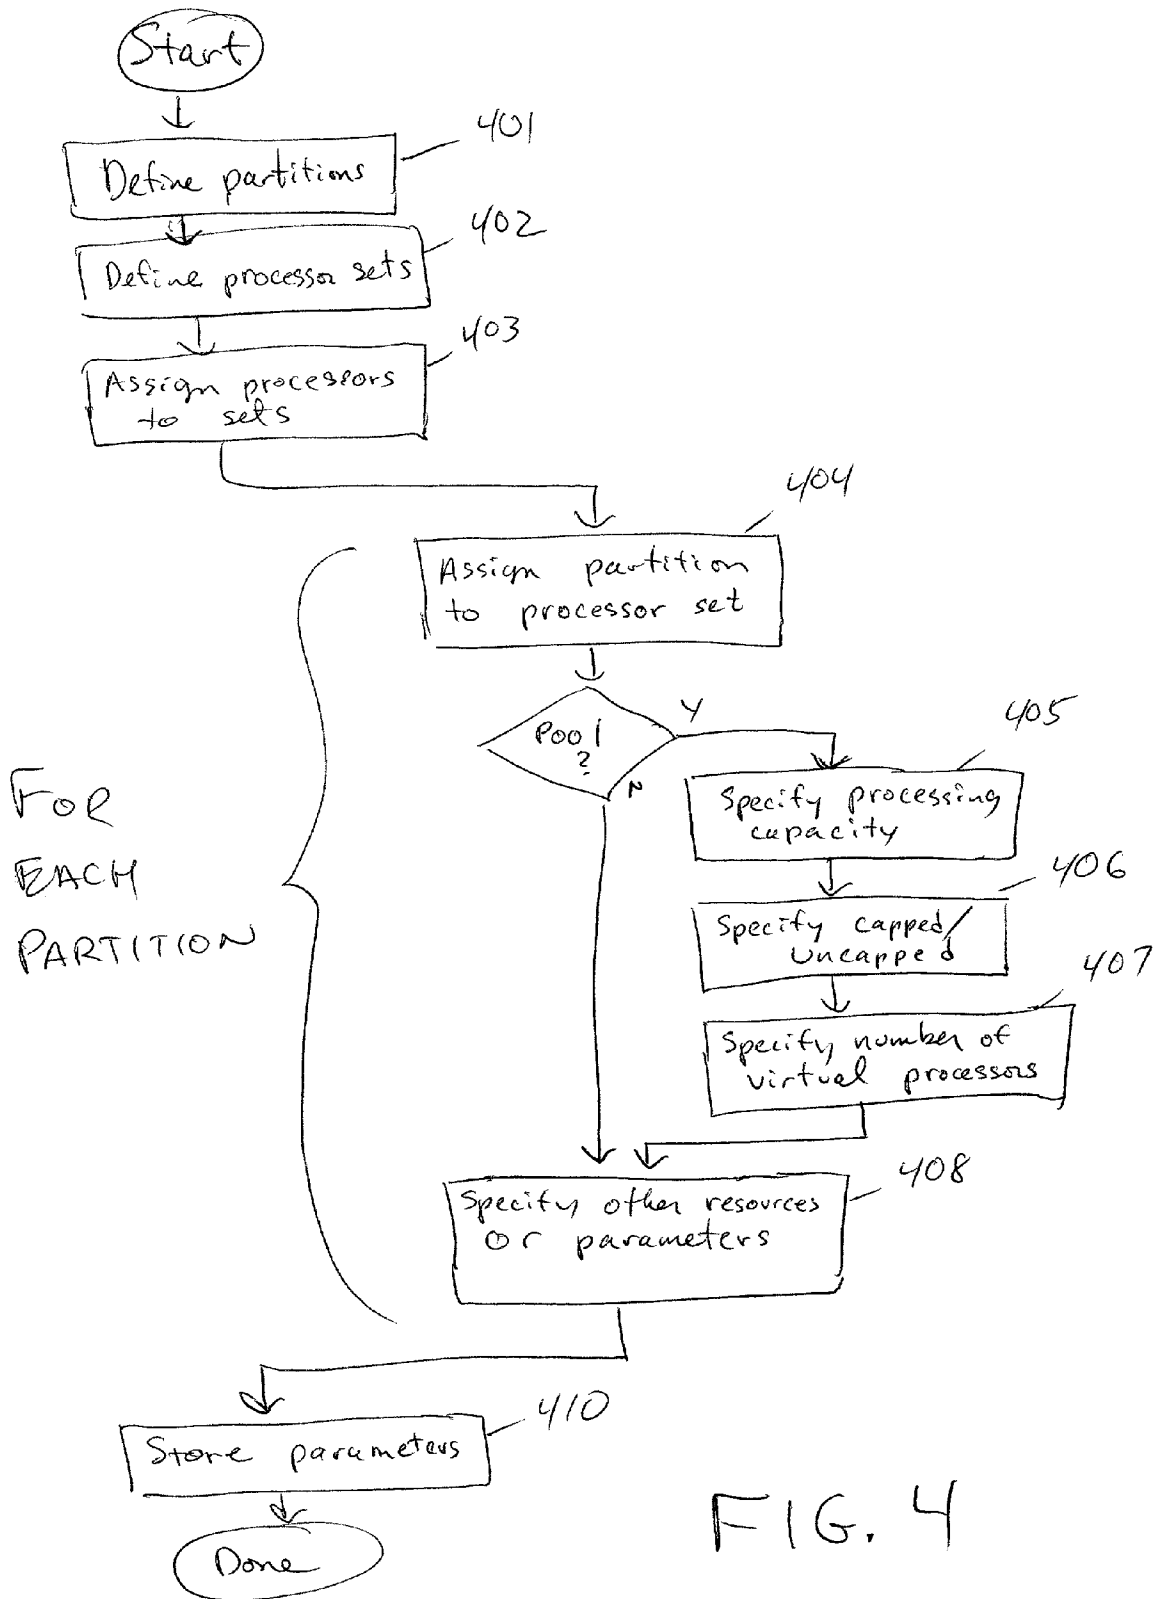 Start
401
Define partitions
402
Define processor sets
403
Assign processors
to sets
404
Assign partition
to processor set
Pool
?
Y
N
405
Specify processing
capacity
406
Specify capped/
Uncapped
407
Specify number of
virtual processors
FOR
EACH
PARTITION
408
Specify other resources
or parameters
410
Store parameters
Done
FIG. 4